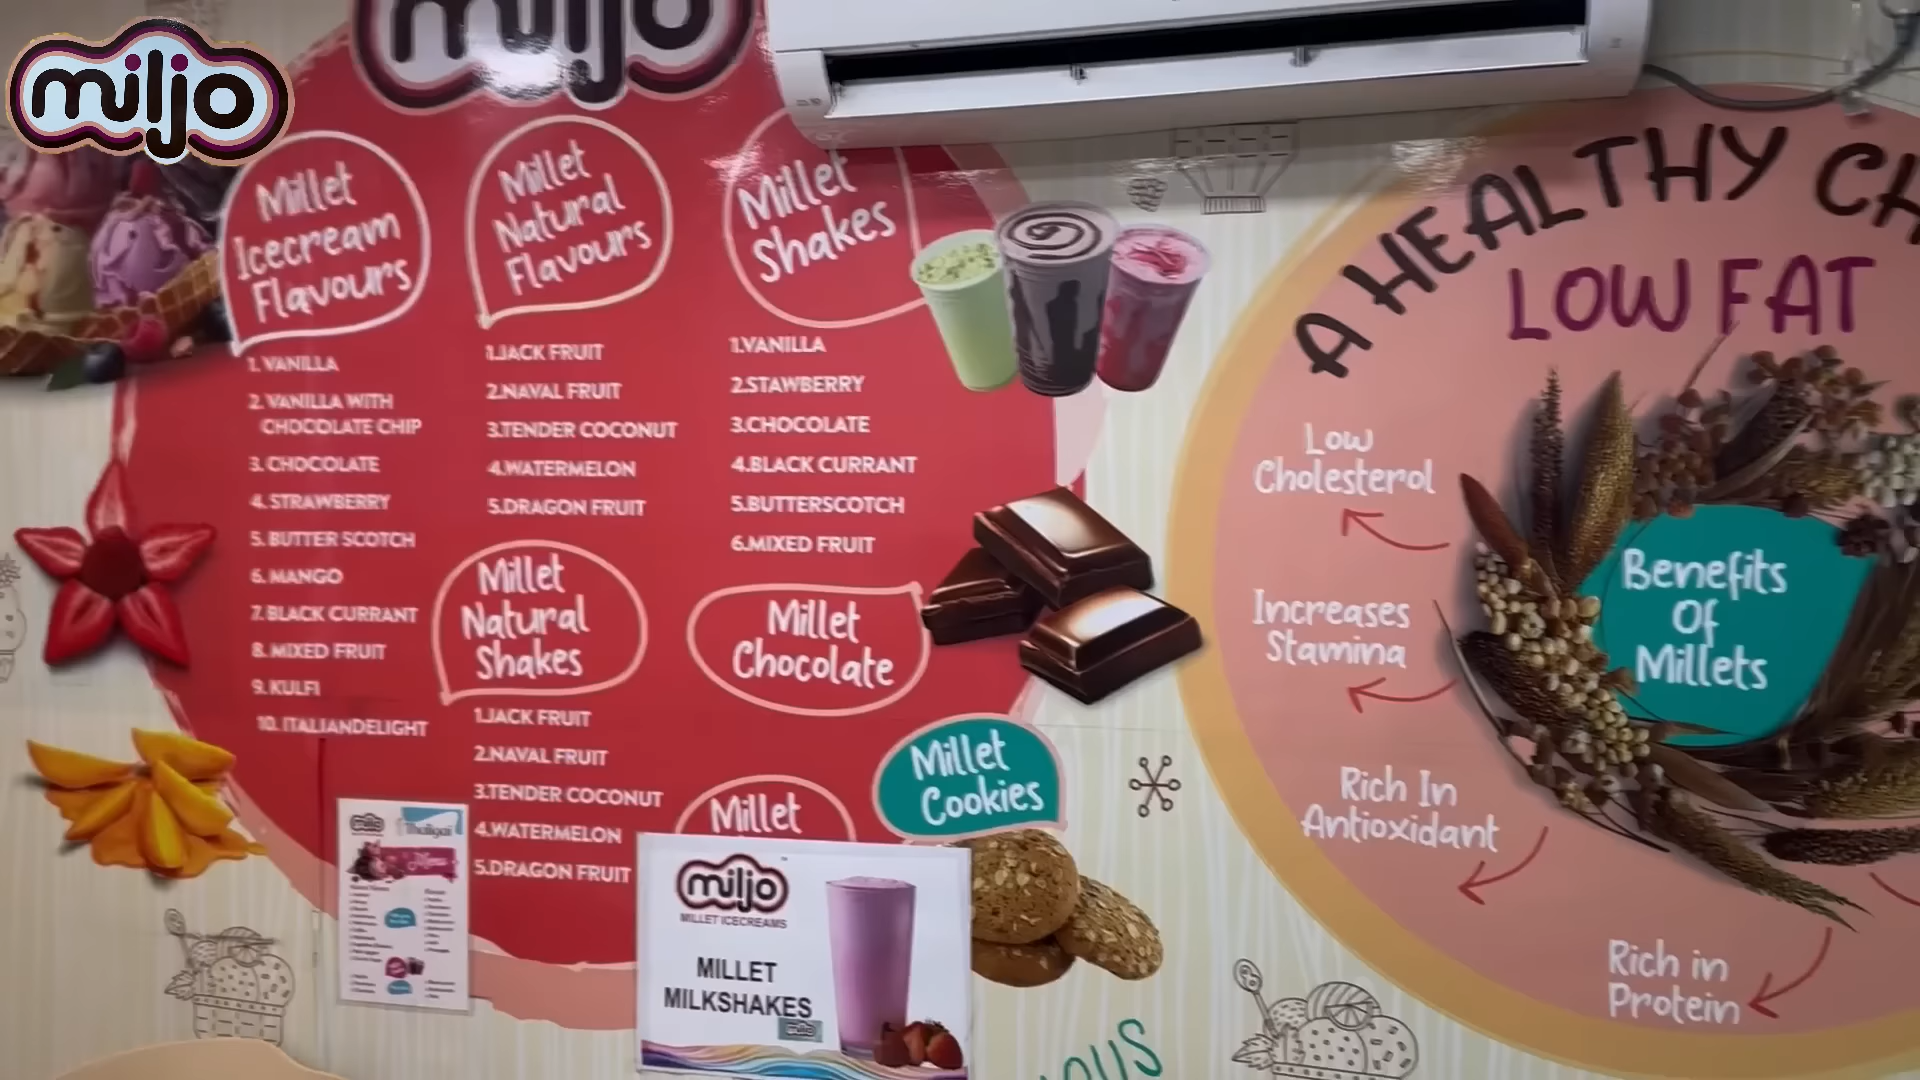 miljo
miljo
Millet
Icecream
Flavours
1. VANILLA
2. VANILLA WITH
CHOCOLATE CHIP
3. CHOCOLATE
4. STRAWBERRY
5. BUTTER SCOTCH
6. MANGO
7. BLACK CURRANT
8. MIXED FRUIT
9. KULFI
10. ITALIANDELIGHT
Millet
Natural
Flavours
1.JACK FRUIT
2.NAVAL FRUIT
3.TENDER COCONUT
4.WATERMELON
5.DRAGON FRUIT
Millet
Natural
Shakes
1.JACK FRUIT
2.NAVAL FRUIT
3.TENDER COCONUT
4.WATERMELON
5.DRAGON FRUIT
Millet
Shakes
1.VANILLA
2.STAWBERRY
3.CHOCOLATE
4.BLACK CURRANT
5.BUTTERSCOTCH
6.MIXED FRUIT
Millet
Chocolate
Millet
Cookies
Millet
miljo
Thaligai
Menu
miljo
MILLET ICECREAMS
MILLET
MILKSHAKES
miljo
A HEALTHY CH
LOW FAT
Low
Cholesterol
Increases
Stamina
Rich In
Antioxidant
Rich in
Protein
Benefits
Of
Millets